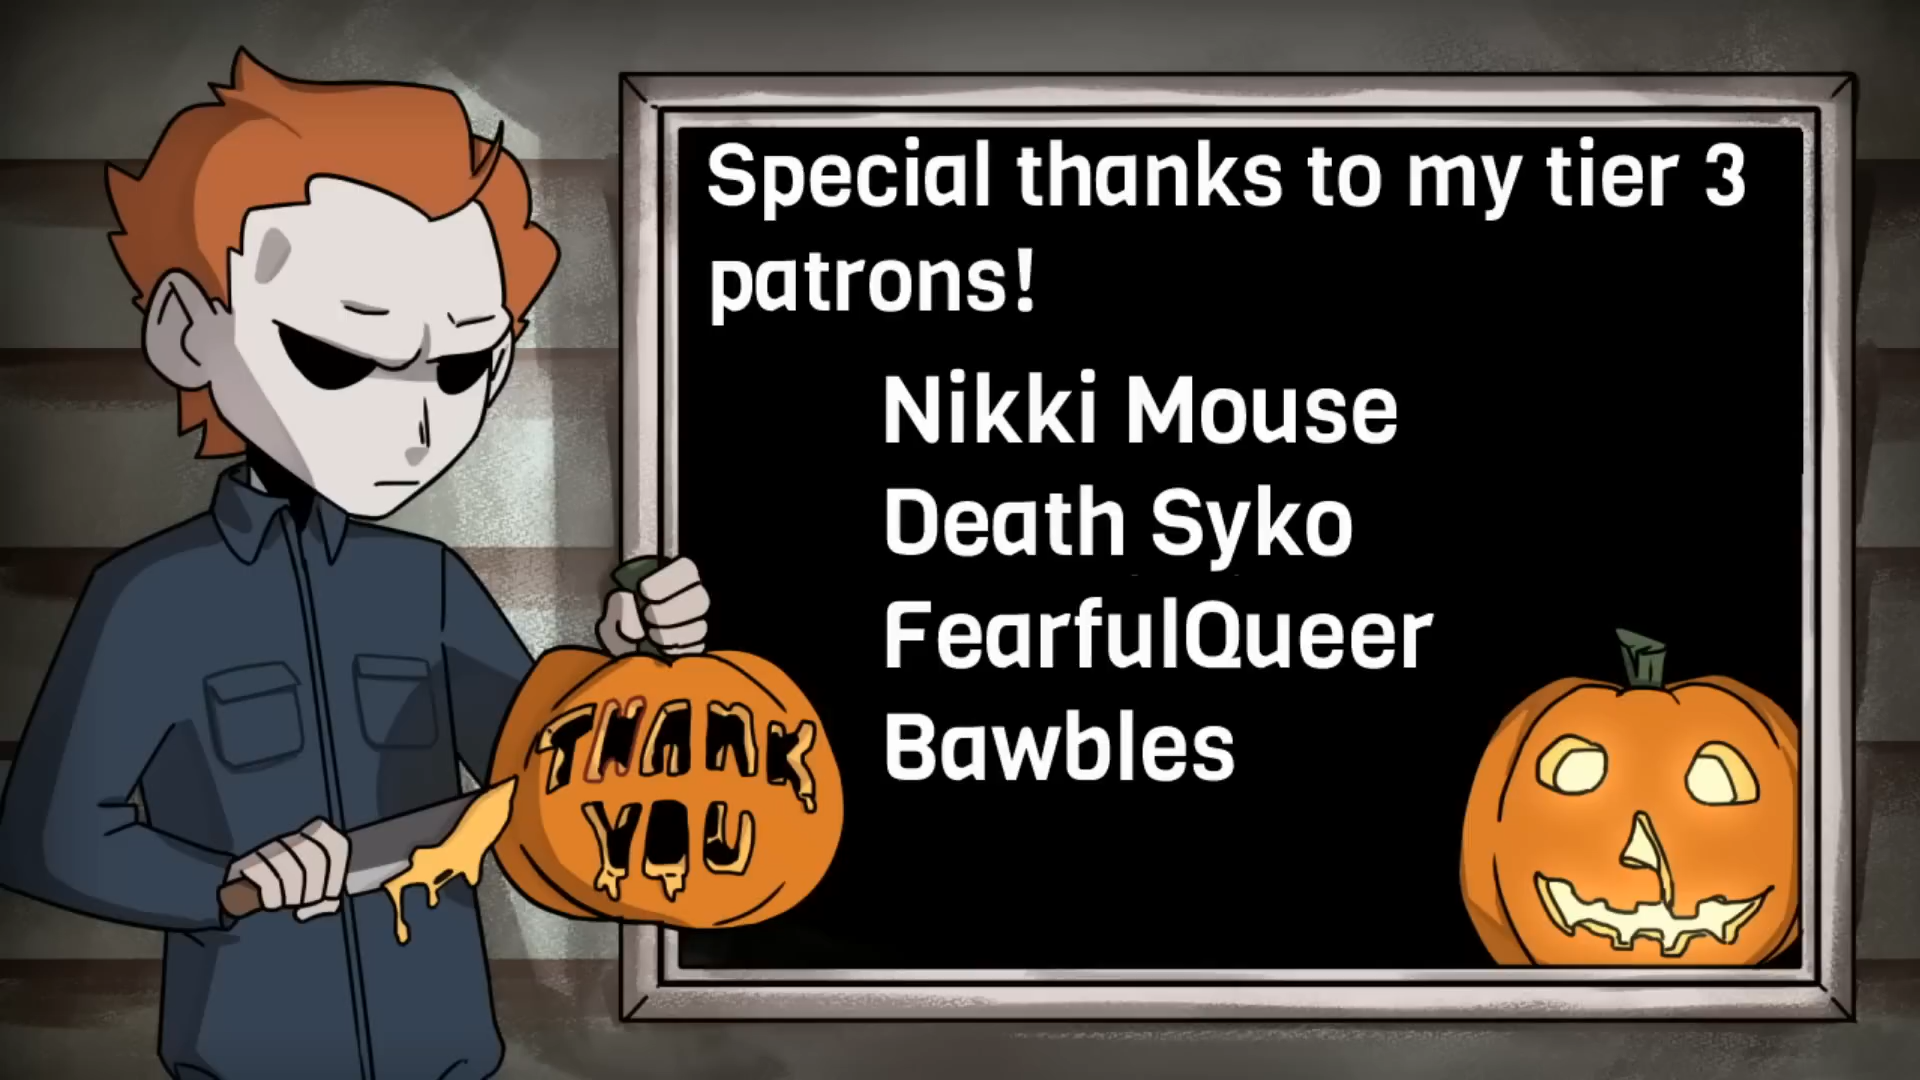 Special thanks to my tier 3
patrons!
Nikki Mouse
Death Syko
FearfulQueer
Bawbles
THANK
YOU